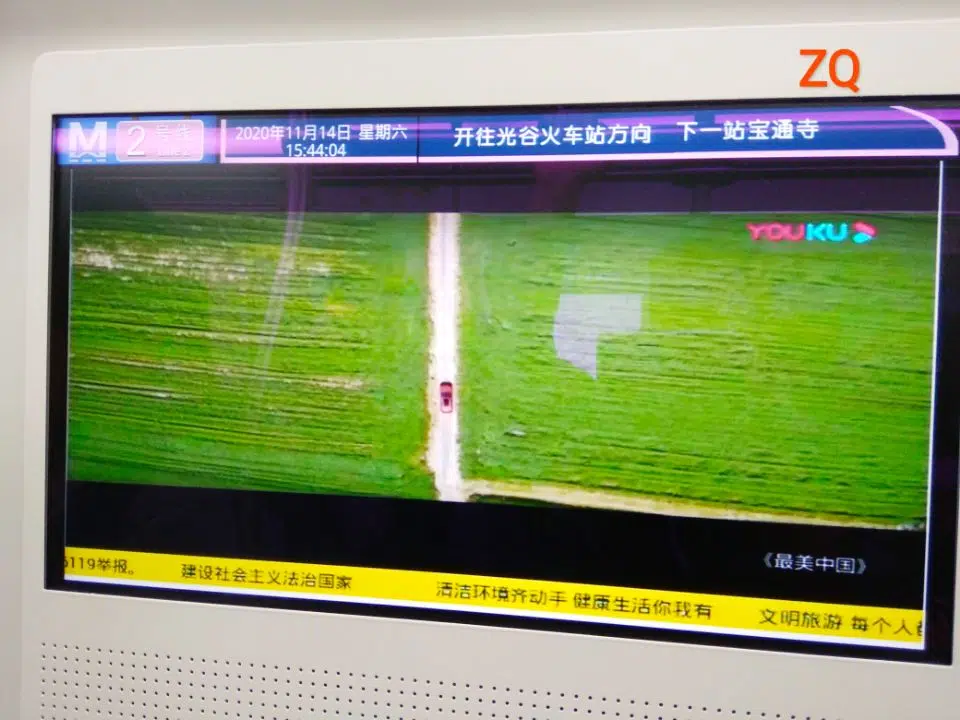 ZQ
M 2 号线
2020年11月14日 星期六
15:44:04
开往光谷火车站方向 下一站宝通寺
YOUKU
《最美中国》
6119举报。 建设社会主义法治国家 清洁环境齐动手 健康生活你我有 文明旅游 每个人都